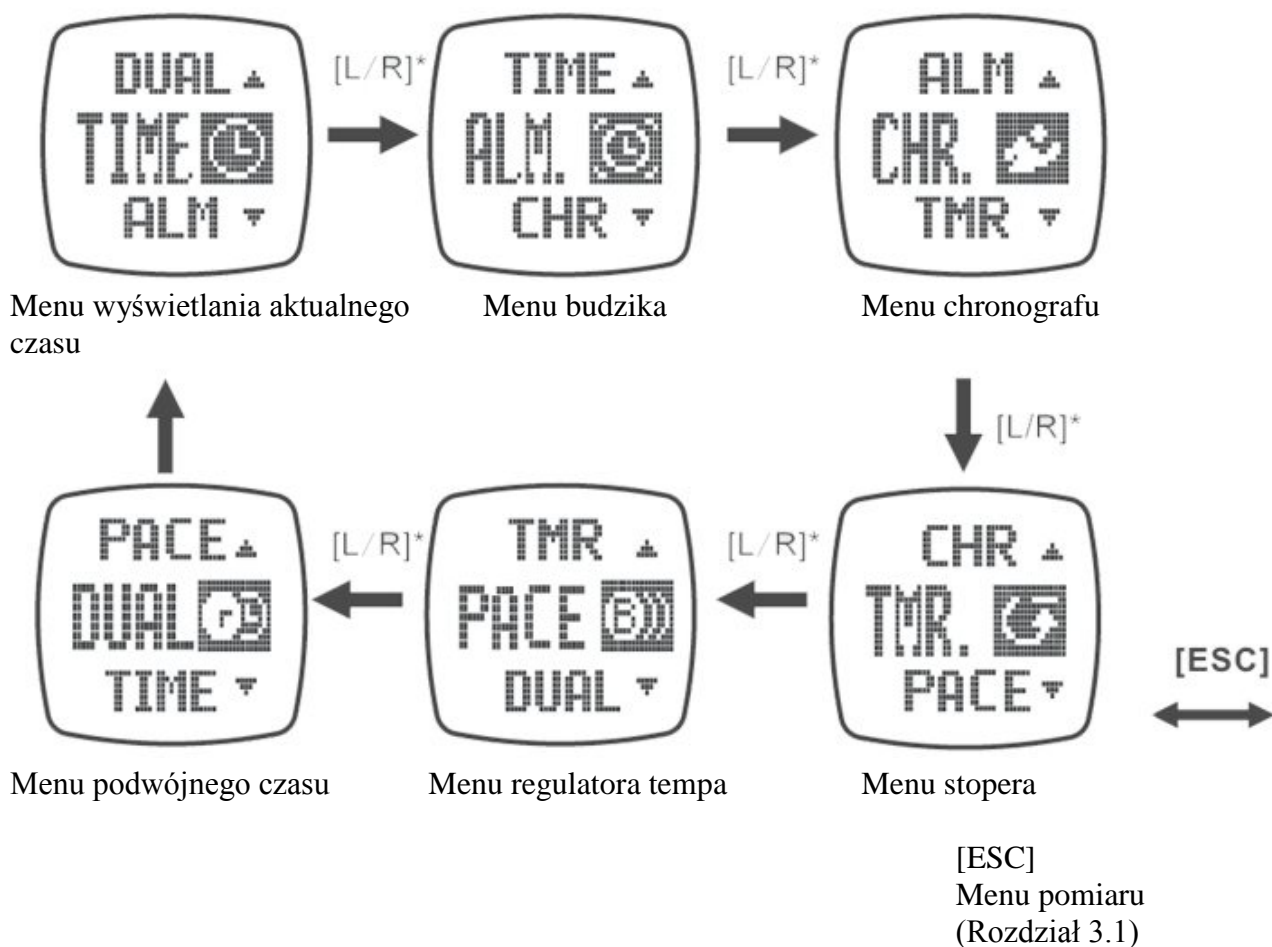 DUAL
TIME
ALM
[L/R]*
TIME
ALM.
CHR
[L/R]*
ALM
CHR.
TMR
Menu wyświetlania aktualnego
czasu
Menu budzika
Menu chronografu
[L/R]*
PACE
DUAL
TIME
[L/R]*
TMR
PACE
DUAL
[L/R]*
CHR
TMR.
PACE
[ESC]
Menu podwójnego czasu
Menu regulatora tempa
Menu stopera
[ESC]
Menu pomiaru
(Rozdział 3.1)